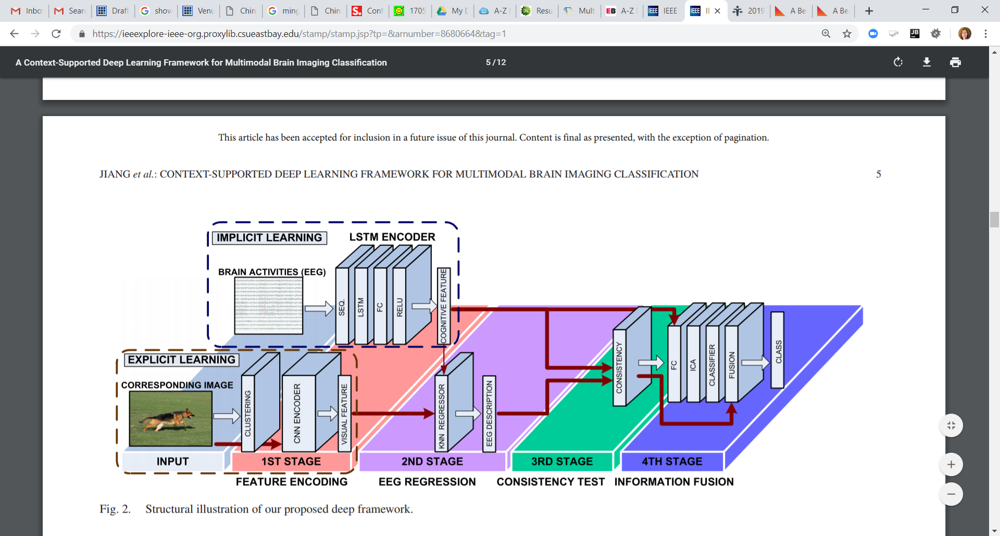 Inbo
Sear
Draft
show
Venu
Chin
ming
Chin
Conf
1705
My D
A-Z
Resu
Mult
EB A-Z
IEEE IEEE
IEEE IE
2019
A Be
A Be
https://ieeexplore-ieee-org.proxylib.csueastbay.edu/stamp/stamp.jsp?tp=&arnumber=8680664&tag=1
JB
A Context-Supported Deep Learning Framework for Multimodal Brain Imaging Classification
5 / 12
This article has been accepted for inclusion in a future issue of this journal. Content is final as presented, with the exception of pagination.
JIANG et al.: CONTEXT-SUPPORTED DEEP LEARNING FRAMEWORK FOR MULTIMODAL BRAIN IMAGING CLASSIFICATION
5
IMPLICIT LEARNING
LSTM ENCODER
BRAIN ACTIVITIES (EEG)
SEQ.
LSTM
FC
RELU
COGNITIVE FEATURE
EXPLICIT LEARNING
CORRESPONDING IMAGE
CLUSTERING
CNN ENCODER
VISUAL FEATURE
KNN REGRESSOR
EEG DESCRIPTION
CONSISTENCY
FC
ICA
CLASSIFIER
FUSION
CLASS
INPUT
1ST STAGE
2ND STAGE
3RD STAGE
4TH STAGE
FEATURE ENCODING
EEG REGRESSION
CONSISTENCY TEST
INFORMATION FUSION
Fig. 2. Structural illustration of our proposed deep framework.